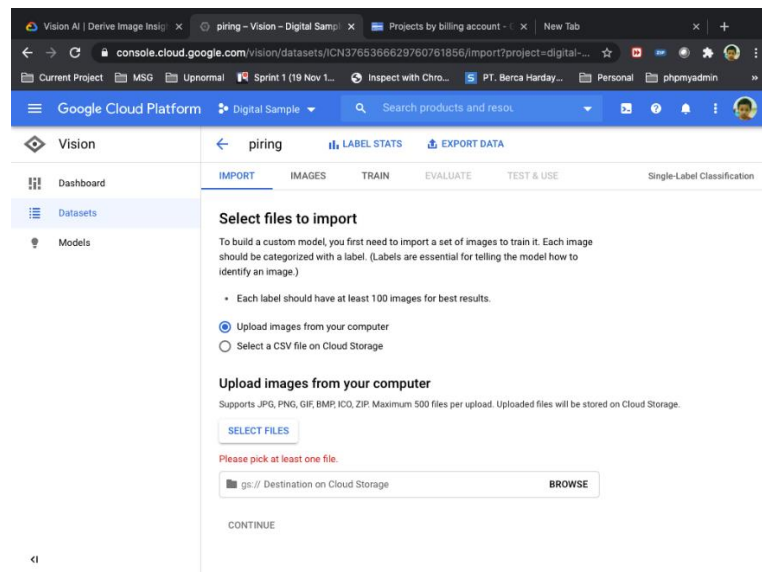 Vision AI | Derive Image Insig
piring – Vision – Digital Sampl
Projects by billing account - G
New Tab
console.cloud.google.com/vision/datasets/ICN3765366629760761856/import?project=digital-...
Current Project
MSG
Upnormal
Sprint 1 (19 Nov 1...
Inspect with Chro...
PT. Berca Harday...
Personal
phpmyadmin
Google Cloud Platform
Digital Sample
Search products and resou
Vision
piring
LABEL STATS
EXPORT DATA
Dashboard
Datasets
Models
IMPORT
IMAGES
TRAIN
EVALUATE
TEST & USE
Single-Label Classification
Select files to import
To build a custom model, you first need to import a set of images to train it. Each image
should be categorized with a label. (Labels are essential for telling the model how to
identify an image.)
• Each label should have at least 100 images for best results.
Upload images from your computer
Select a CSV file on Cloud Storage
Upload images from your computer
Supports JPG, PNG, GIF, BMP, ICO, ZIP. Maximum 500 files per upload. Uploaded files will be stored on Cloud Storage.
SELECT FILES
Please pick at least one file.
gs:// Destination on Cloud Storage
BROWSE
CONTINUE